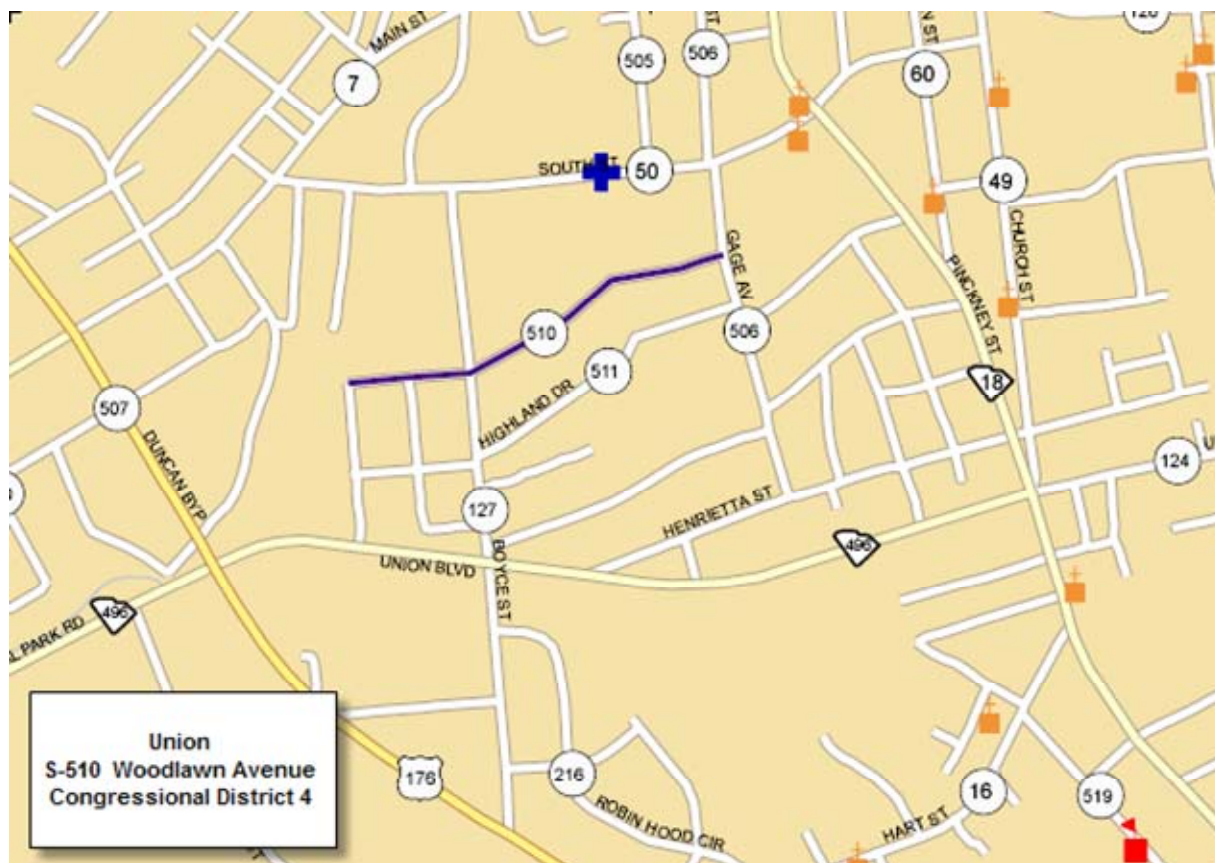 MAIN ST
7
505
506
60
SOUTH ST
50
49
CHURCH ST
GAGE AV
PINCKNEY ST
510
506
511
18
HIGHLAND DR
507
DUNCAN BYP
124
127
HENRIETTA ST
496
UNION BLVD
BOYCE ST
496
L PARK RD
Union
S-510 Woodlawn Avenue
Congressional District 4
176
216
ROBIN HOOD CIR
16
519
HART ST